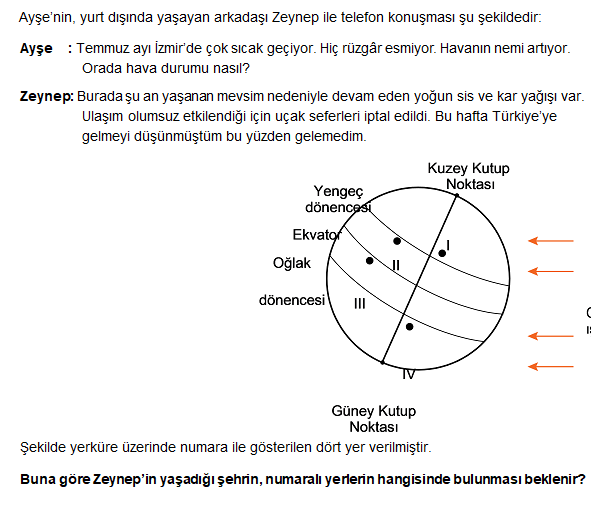 Ayşe’nin, yurt dışında yaşayan arkadaşı Zeynep ile telefon konuşması şu şekildedir:
Ayşe : Temmuz ayı İzmir’de çok sıcak geçiyor. Hiç rüzgâr esmiyor. Havanın nemi artıyor.
Orada hava durumu nasıl?
Zeynep: Burada şu an yaşanan mevsim nedeniyle devam eden yoğun sis ve kar yağışı var.
Ulaşım olumsuz etkilendiği için uçak seferleri iptal edildi. Bu hafta Türkiye’ye
gelmeyi düşünmüştüm bu yüzden gelemedim.
Kuzey Kutup
Noktası
Yengeç
dönencesi
Ekvator
Oğlak
dönencesi
I
II
III
IV
Güney Kutup
Noktası
Şekilde yerküre üzerinde numara ile gösterilen dört yer verilmiştir.
Buna göre Zeynep’in yaşadığı şehrin, numaralı yerlerin hangisinde bulunması beklenir?